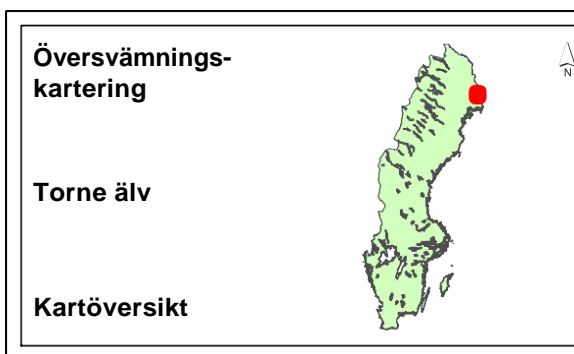 Översvämnings-
kartering
N
Torne älv
Kartöversikt